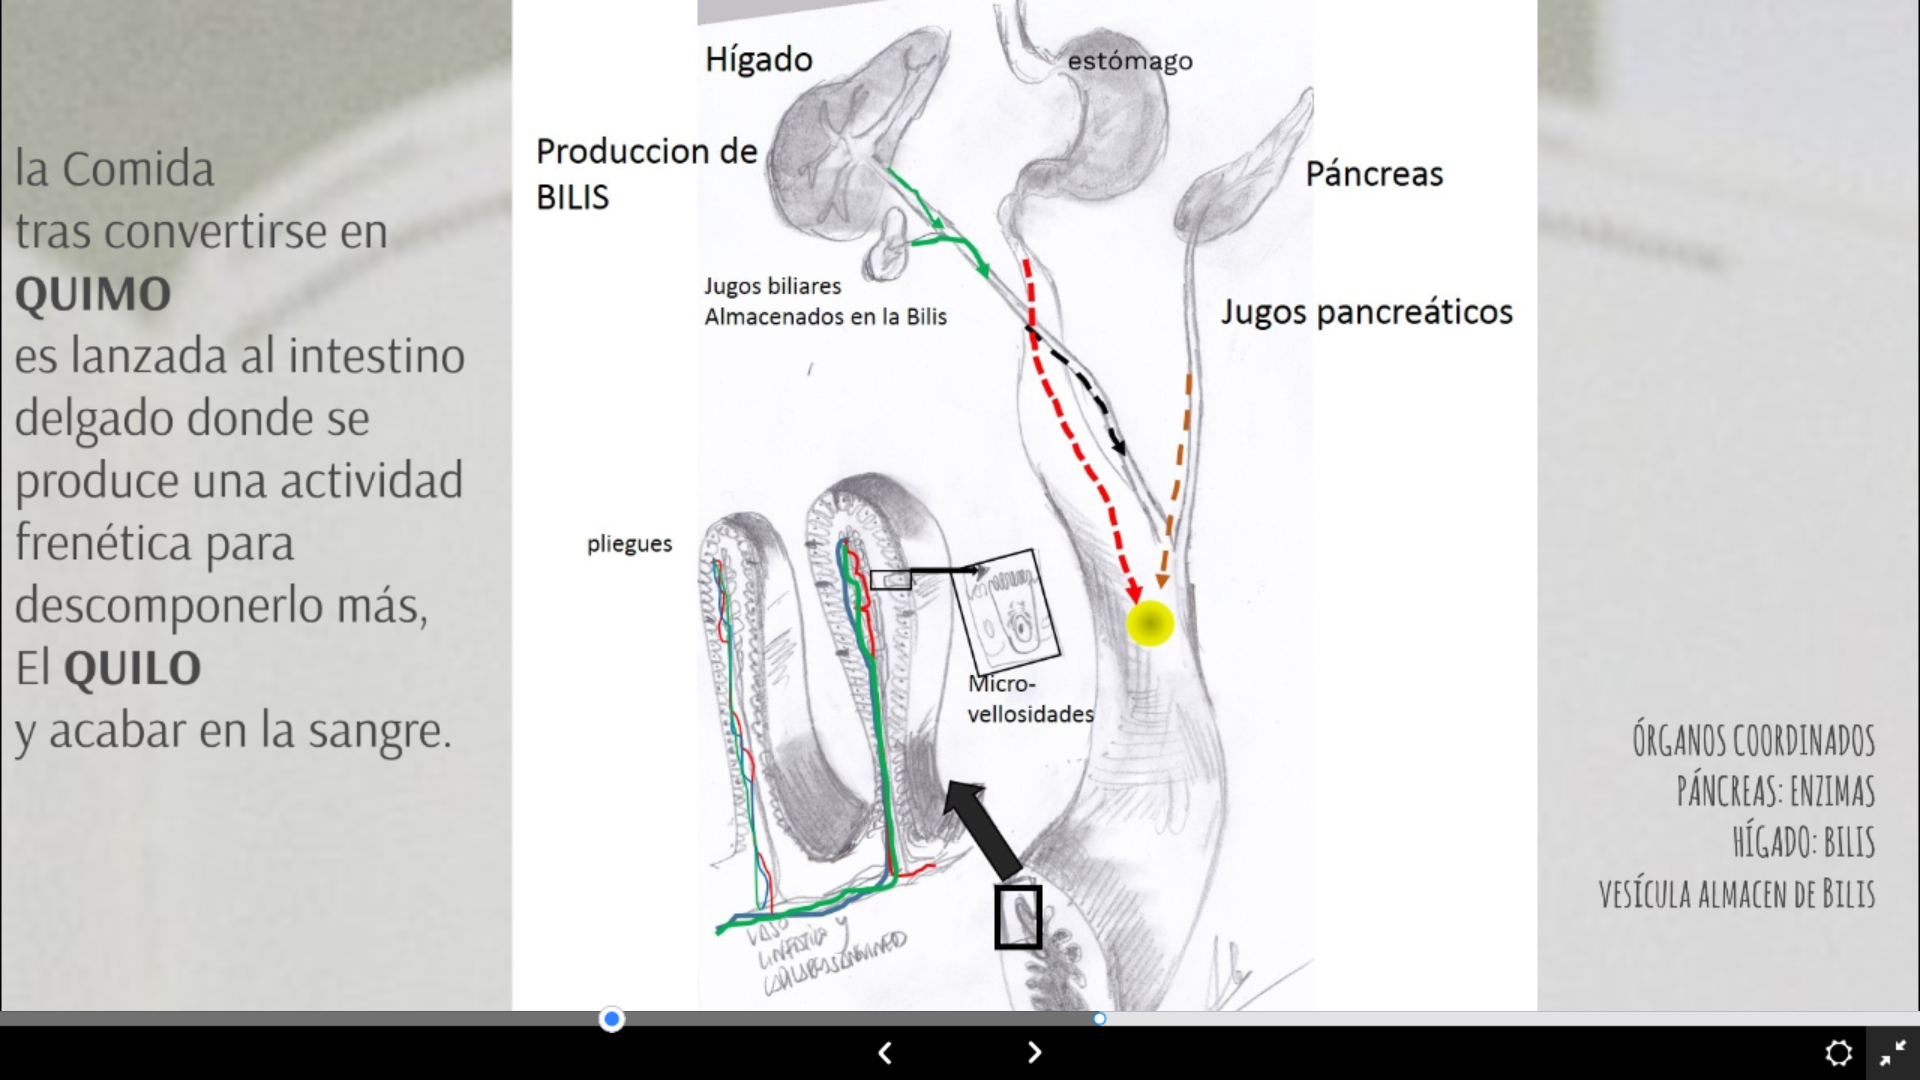 la Comida
tras convertirse en
QUIMO
es lanzada al intestino
delgado donde se
produce una actividad
frenética para
descomponerlo más,
El QUILO
y acabar en la sangre.
Hígado
estómago
Produccion de
BILIS
Páncreas
Jugos biliares
Almacenados en la Bilis
Jugos pancreáticos
pliegues
Micro-
vellosidades
VASO
y
ÓRGANOS COORDINADOS
PÁNCREAS: ENZIMAS
HÍGADO: BILIS
VESÍCULA ALMACEN DE BILIS